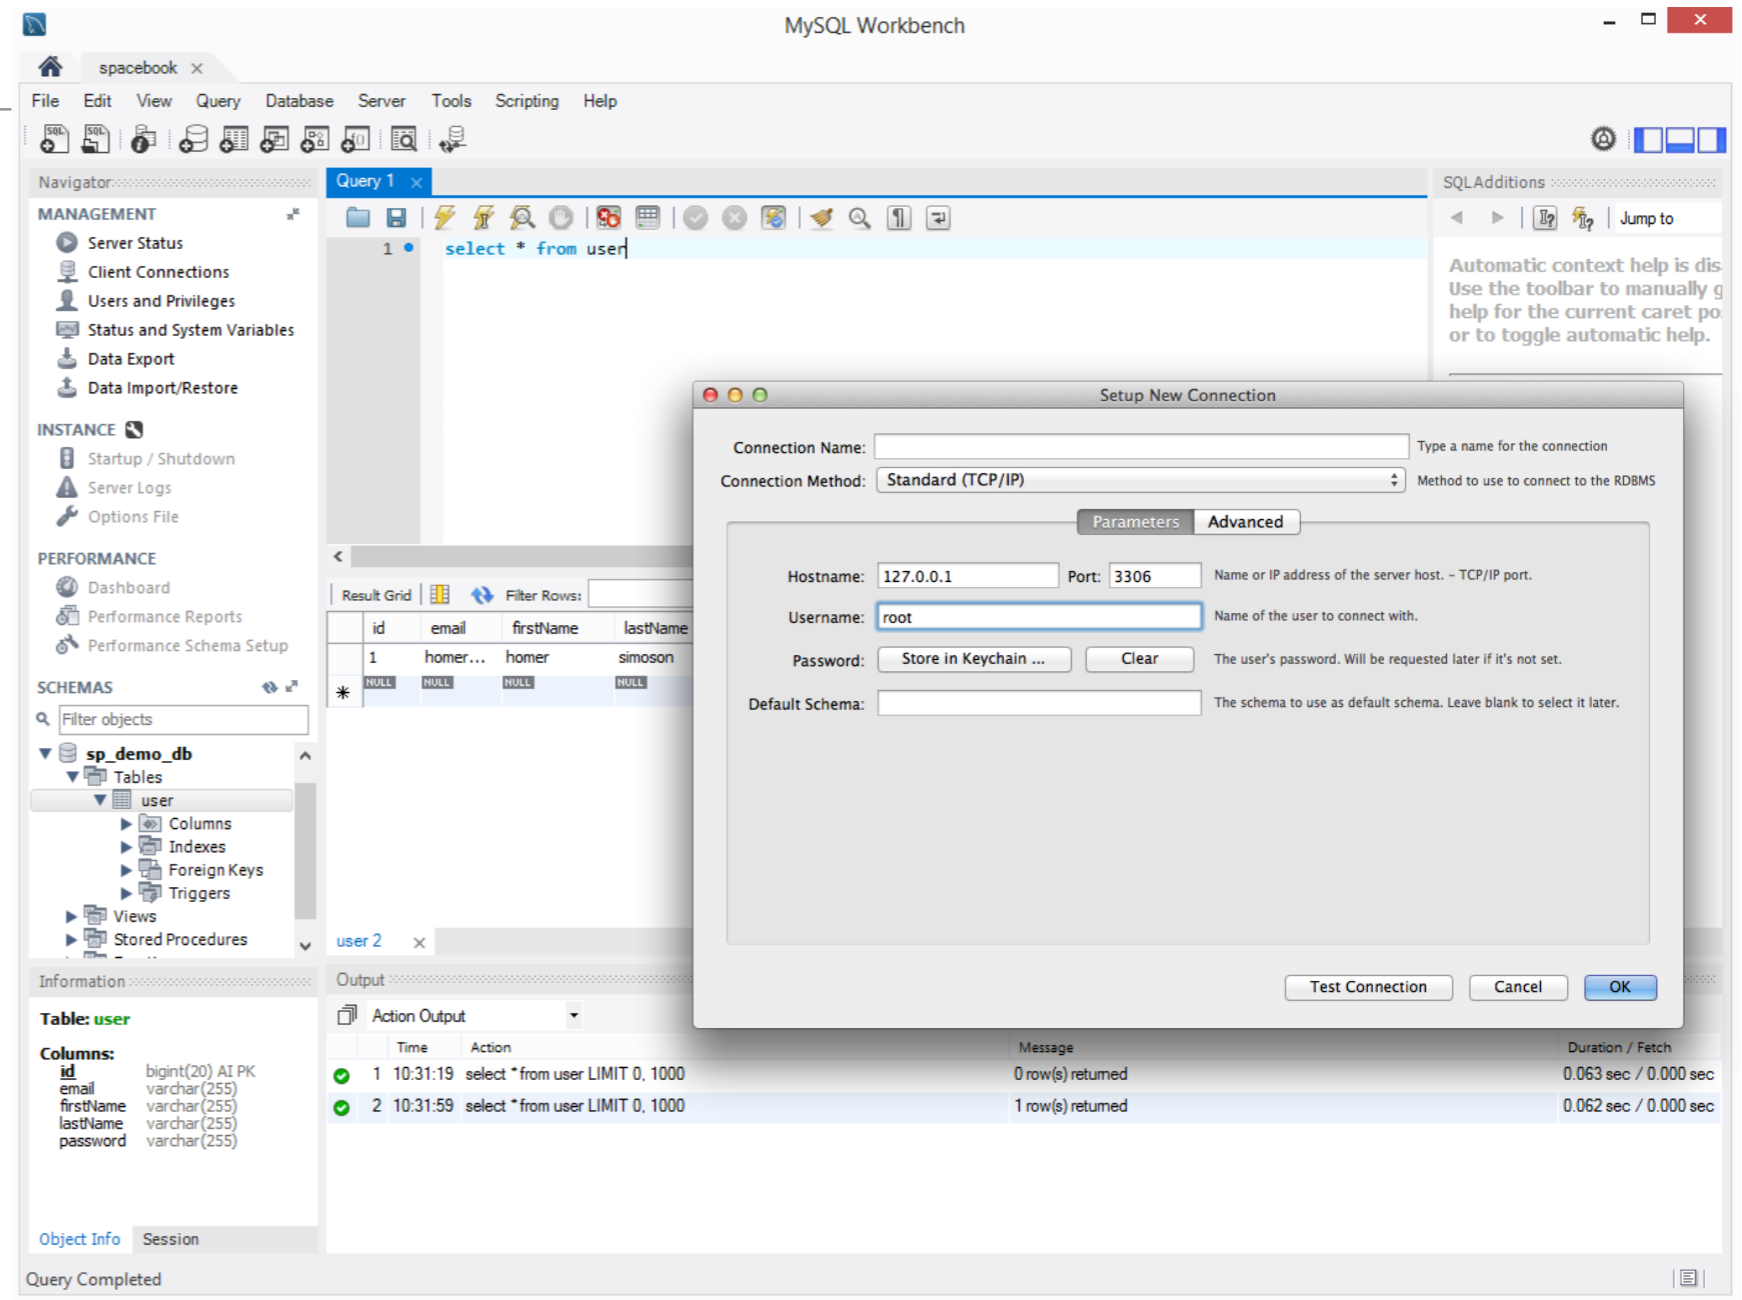 MySQL Workbench
spacebook
File Edit View Query Database Server Tools Scripting Help
Navigator
MANAGEMENT
Server Status
Client Connections
Users and Privileges
Status and System Variables
Data Export
Data Import/Restore
INSTANCE
Startup / Shutdown
Server Logs
Options File
PERFORMANCE
Dashboard
Performance Reports
Performance Schema Setup
SCHEMAS
Filter objects
sp_demo_db
Tables
user
Columns
Indexes
Foreign Keys
Triggers
Views
Stored Procedures
Information
Table: user
Columns:
id bigint(20) AI PK
email varchar(255)
firstName varchar(255)
lastName varchar(255)
password varchar(255)
Object Info Session
Query Completed
Query 1
1 select * from user
Result Grid Filter Rows:
id email firstName lastName
1 homer... homer simoson
NULL NULL NULL NULL
user 2
Output
Action Output
Time Action Message Duration / Fetch
1 10:31:19 select * from user LIMIT 0, 1000 0 row(s) returned 0.063 sec / 0.000 sec
2 10:31:59 select * from user LIMIT 0, 1000 1 row(s) returned 0.062 sec / 0.000 sec
SQLAdditions
Jump to
Automatic context help is dis
Use the toolbar to manually g
help for the current caret po
or to toggle automatic help.
Setup New Connection
Connection Name: Type a name for the connection
Connection Method: Standard (TCP/IP) Method to use to connect to the RDBMS
Parameters Advanced
Hostname: 127.0.0.1 Port: 3306 Name or IP address of the server host. - TCP/IP port.
Username: root Name of the user to connect with.
Password: Store in Keychain ... Clear The user's password. Will be requested later if it's not set.
Default Schema: The schema to use as default schema. Leave blank to select it later.
Test Connection Cancel OK